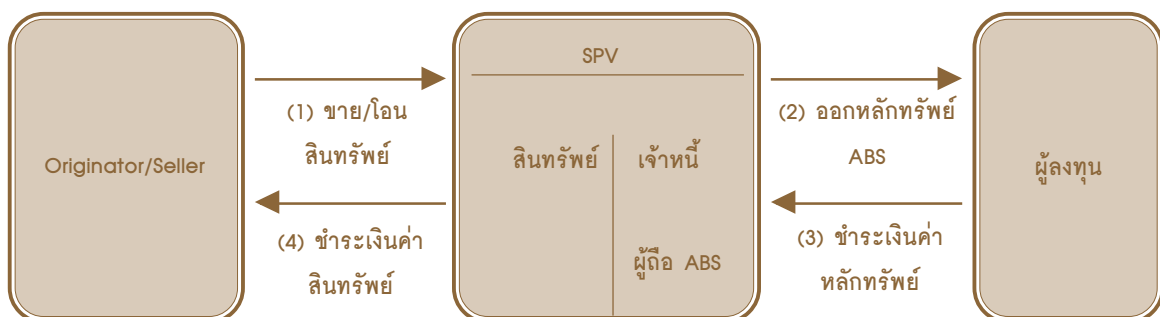 Originator/Seller
(1) ขาย/โอน
สินทรัพย์
(4) ชำระเงินค่า
สินทรัพย์
SPV
สินทรัพย์
เจ้าหนี้
ผู้ถือ ABS
(2) ออกหลักทรัพย์
ABS
(3) ชำระเงินค่า
หลักทรัพย์
ผู้ลงทุน